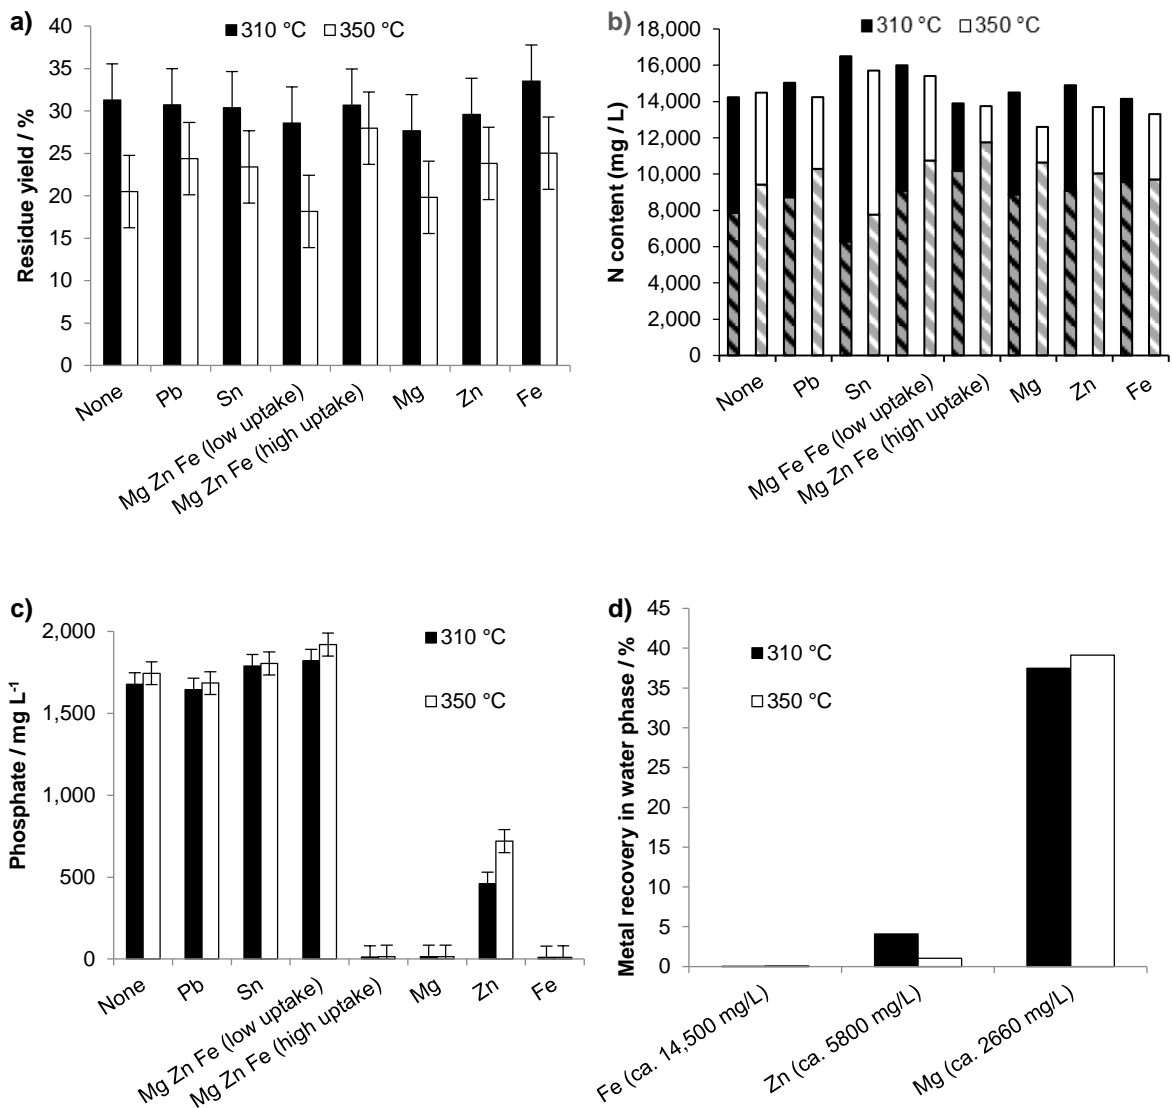 a)
310 °C
350 °C
Residue yield / %
40
35
30
25
20
15
10
5
0
None
Pb
Sn
Mg Zn Fe (low uptake)
Mg Zn Fe (high uptake)
Mg
Zn
Fe
b)
310 °C
350 °C
N content (mg / L)
18,000
16,000
14,000
12,000
10,000
8,000
6,000
4,000
2,000
0
None
Pb
Sn
Mg Fe Fe (low uptake)
Mg Zn Fe (high uptake)
Mg
Zn
Fe
c)
310 °C
350 °C
Phosphate / mg L-1
2,000
1,500
1,000
500
0
None
Pb
Sn
Mg Zn Fe (low uptake)
Mg Zn Fe (high uptake)
Mg
Zn
Fe
d)
310 °C
350 °C
Metal recovery in water phase / %
45
40
35
30
25
20
15
10
5
0
Fe (ca. 14,500 mg/L)
Zn (ca. 5800 mg/L)
Mg (ca. 2660 mg/L)